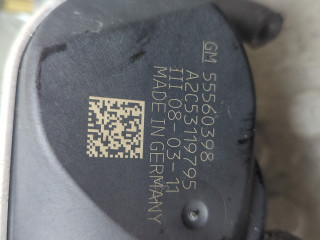 GM 55560398
A2C53119795
III 08-03-11
MADE IN GERMANY